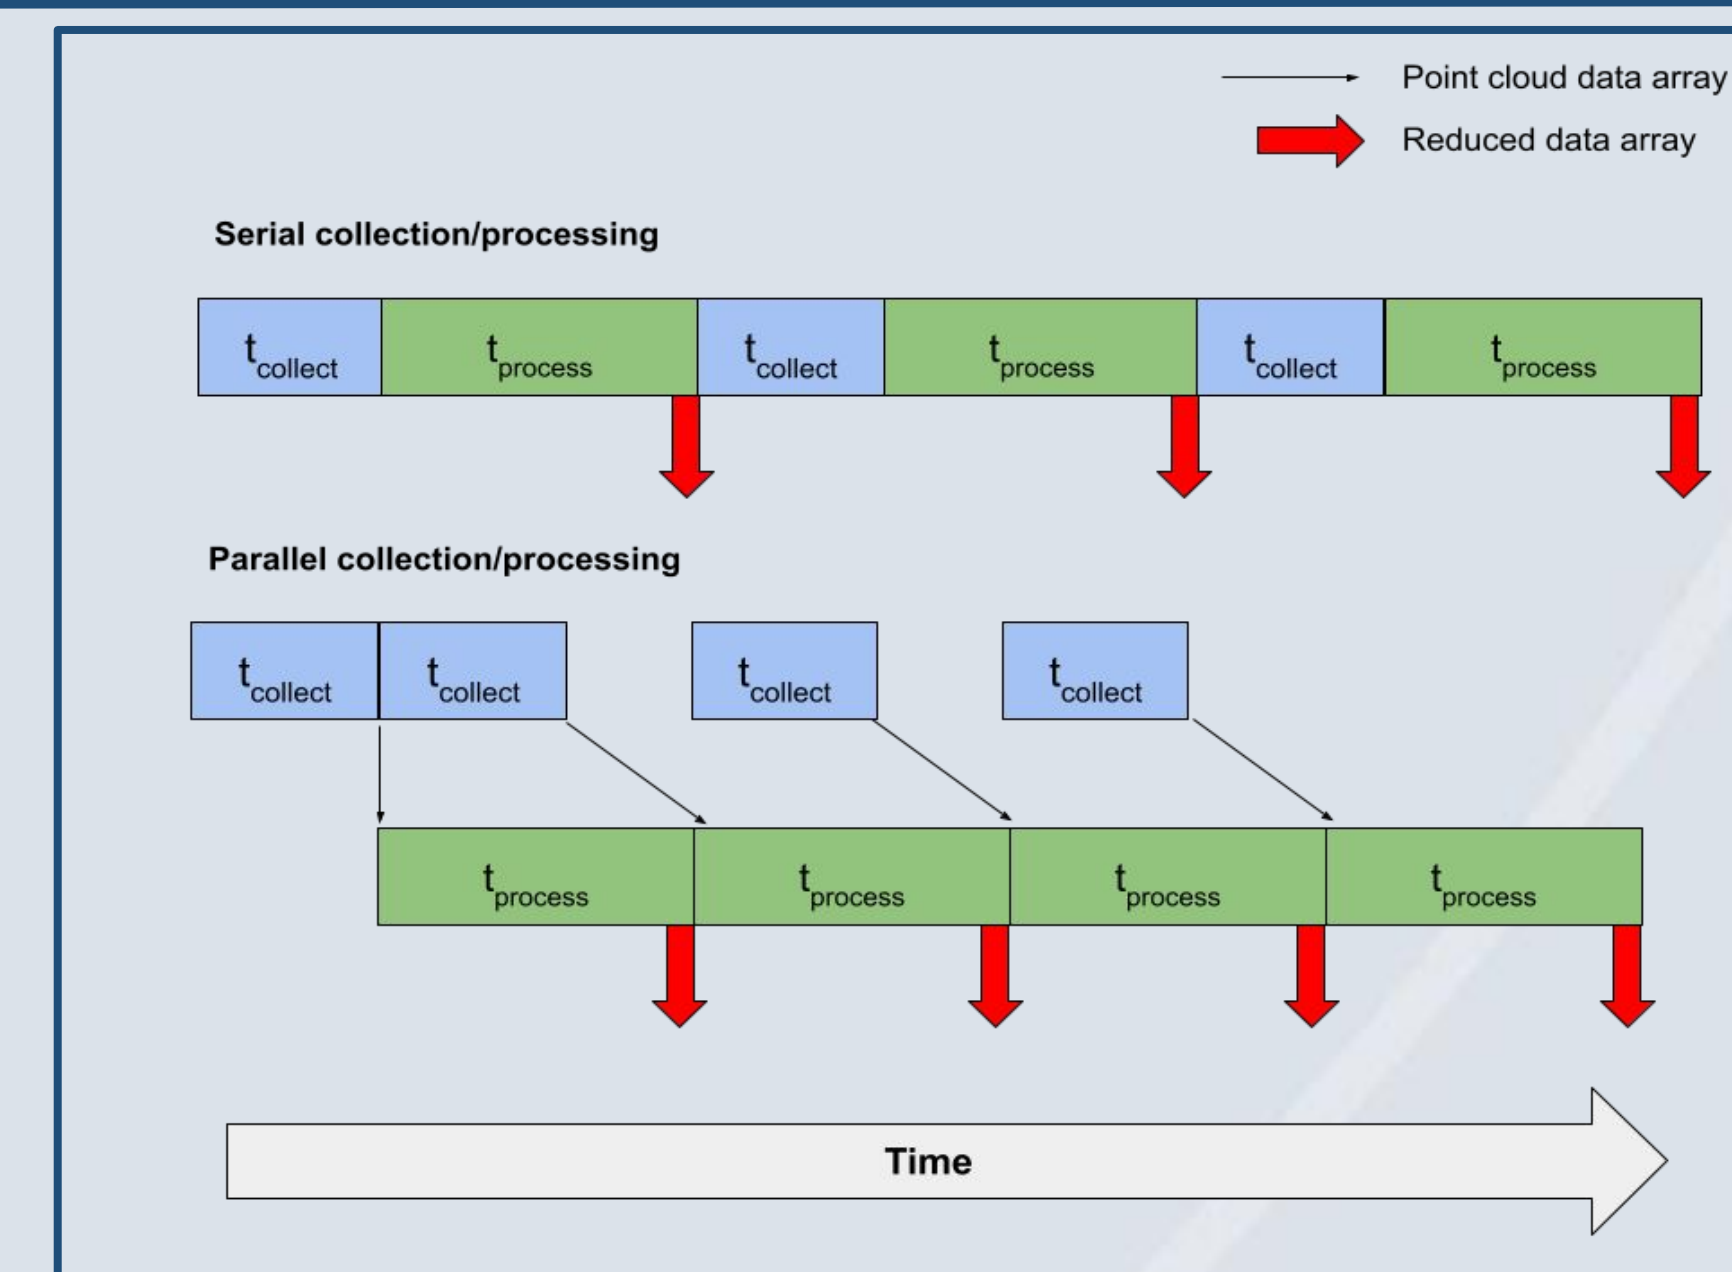 Point cloud data array
Reduced data array
Serial collection/processing
tcollect tprocess tcollect tprocess tcollect tprocess
Parallel collection/processing
tcollect tcollect tcollect tcollect
tprocess tprocess tprocess tprocess
Time